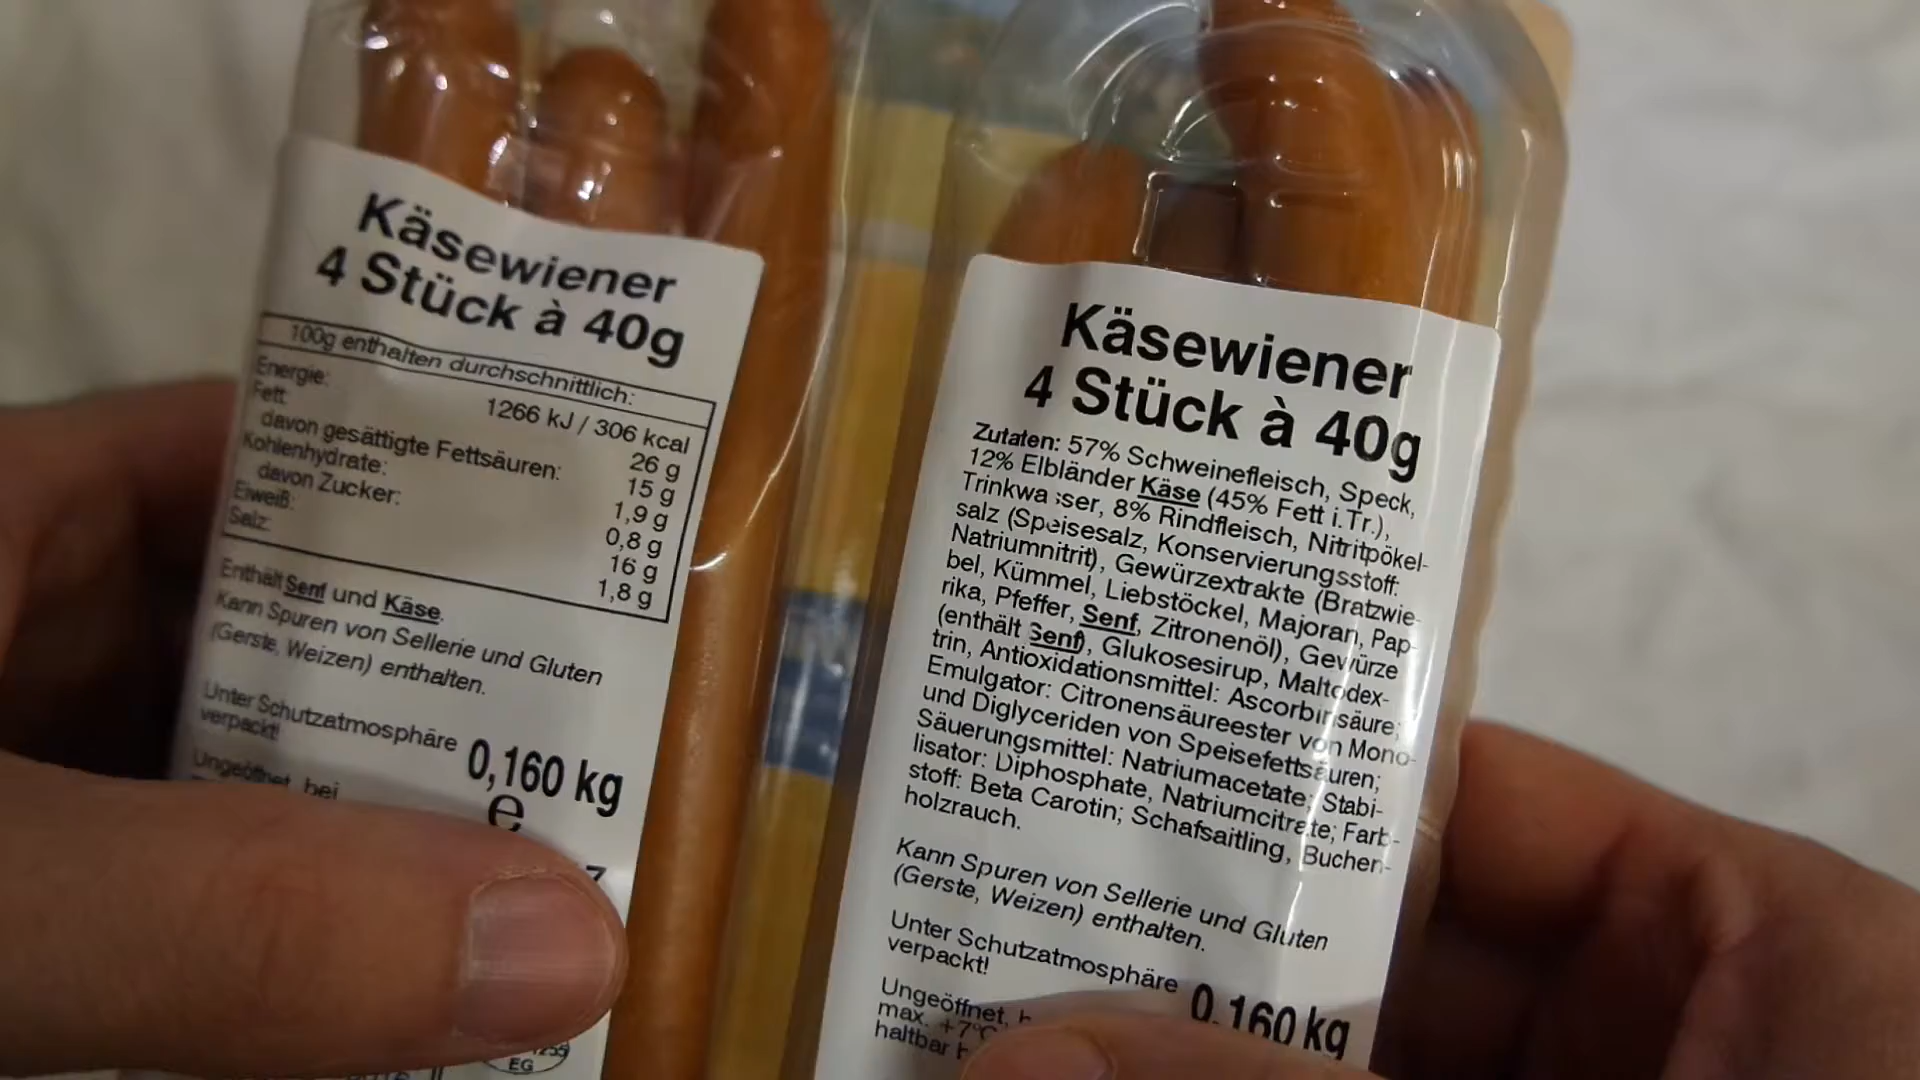 Käsewiener
4 Stück à 40g
100g enthalten durchschnittlich:
Energie: 1266 kJ / 306 kcal
Fett 26 g
davon gesättigte Fettsäuren: 15 g
Kohlenhydrate: 1,9 g
davon Zucker: 0,8 g
Eiweiß: 16 g
Salz: 1,8 g
Enthält Senf und Käse.
Kann Spuren von Sellerie und Gluten
(Gerste, Weizen) enthalten.
Unter Schutzatmosphäre
verpackt!
0,160 kg
e
Ungeöffnet bei
EG
Käsewiener
4 Stück à 40g
Zutaten: 57% Schweinefleisch, Speck,
12% Elbländer Käse (45% Fett i.Tr.),
Trinkwasser, 8% Rindfleisch, Nitritpökel-
salz (Speisesalz, Konservierungsstoff:
Natriumnitrit), Gewürzextrakte (Bratzwie-
bel, Kümmel, Liebstöckel, Majoran, Pap-
rika, Pfeffer, Senf, Zitronenöl), Gewürze
(enthält Senf), Glukosesirup, Maltodex-
trin, Antioxidationsmittel: Ascorbinsäure;
Emulgator: Citronensäureester von Mono-
und Diglyceriden von Speisefettsäuren;
Säuerungsmittel: Natriumacetate; Stabi-
lisator: Diphosphate, Natriumcitrate; Farb-
stoff: Beta Carotin; Schafsaitling, Buchen-
holzrauch.
Kann Spuren von Sellerie und Gluten
(Gerste, Weizen) enthalten.
Unter Schutzatmosphäre
verpackt!
0,160 kg
Ungeöffnet,
max. +7°C
haltbar